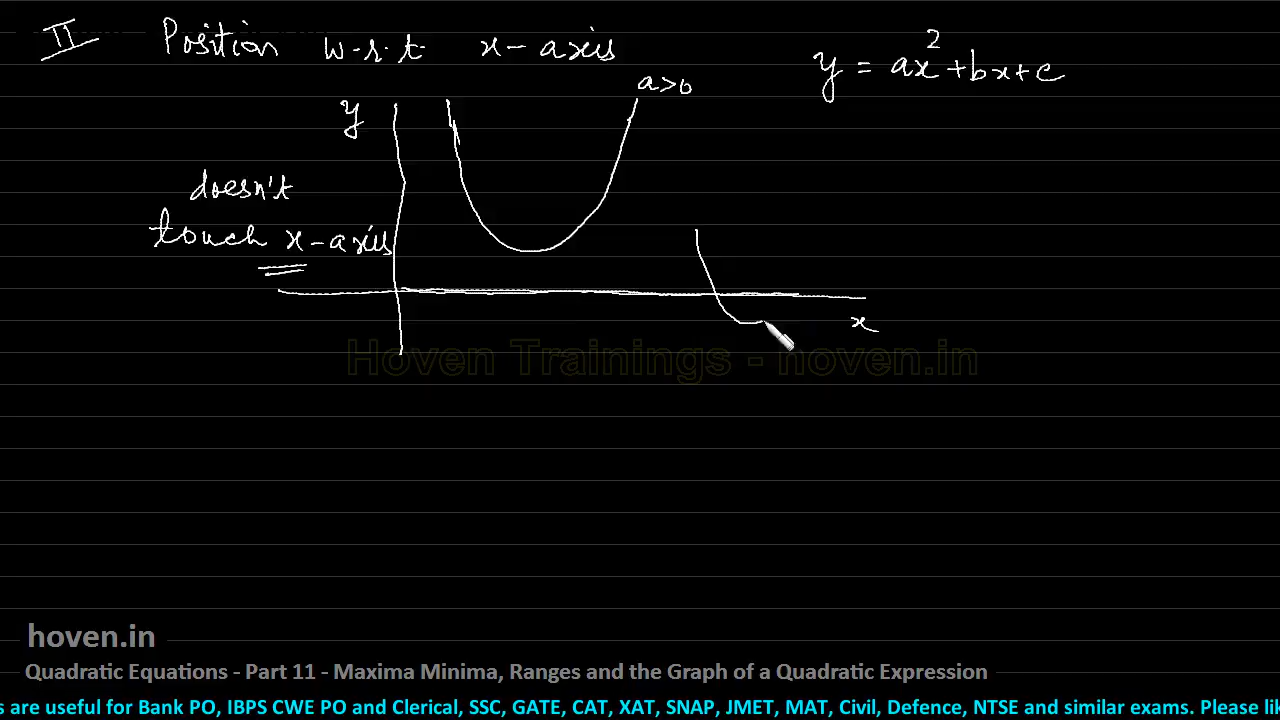 II Position w.r.t. x-axis
y = ax²+bx+c
a>0
y
doesn't
touch x-axis
x
Hoven Trainings - hoven.in
hoven.in
Quadratic Equations - Part 11 - Maxima Minima, Ranges and the Graph of a Quadratic Expression
s are useful for Bank PO, IBPS CWE PO and Clerical, SSC, GATE, CAT, XAT, SNAP, JMET, MAT, Civil, Defence, NTSE and similar exams. Please li